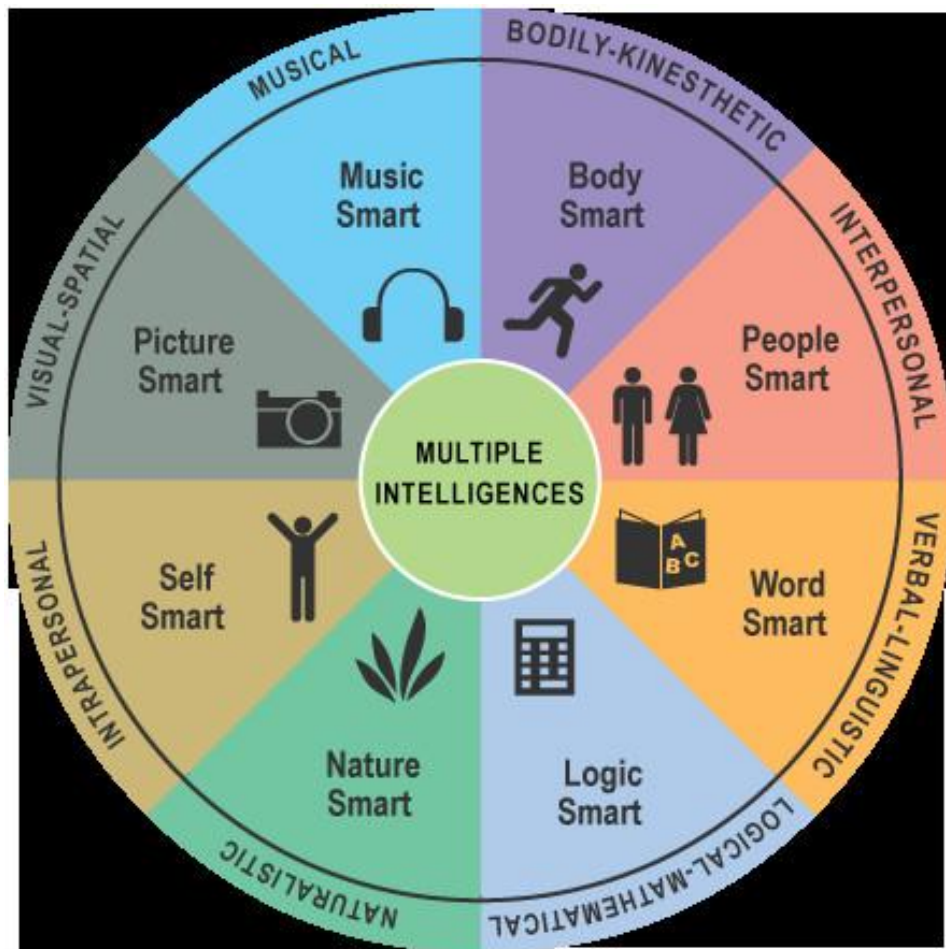 MUSICAL
Music
Smart
BODILY-KINESTHETIC
Body
Smart
INTERPERSONAL
People
Smart
VERBAL-LINGUISTIC
A
B C
Word
Smart
LOGICAL-MATHEMATICAL
Logic
Smart
NATURALISTIC
Nature
Smart
INTRAPERSONAL
Self
Smart
VISUAL-SPATIAL
Picture
Smart
MULTIPLE
INTELLIGENCES